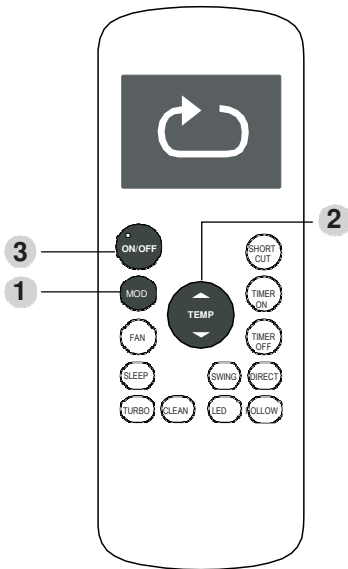 2
3
ON/OFF
SHORT
CUT
1
MOD
TEMP
TIMER
ON
FAN
TIMER
OFF
SLEEP
SWING
DIRECT
TURBO
CLEAN
LED
FOLLOW